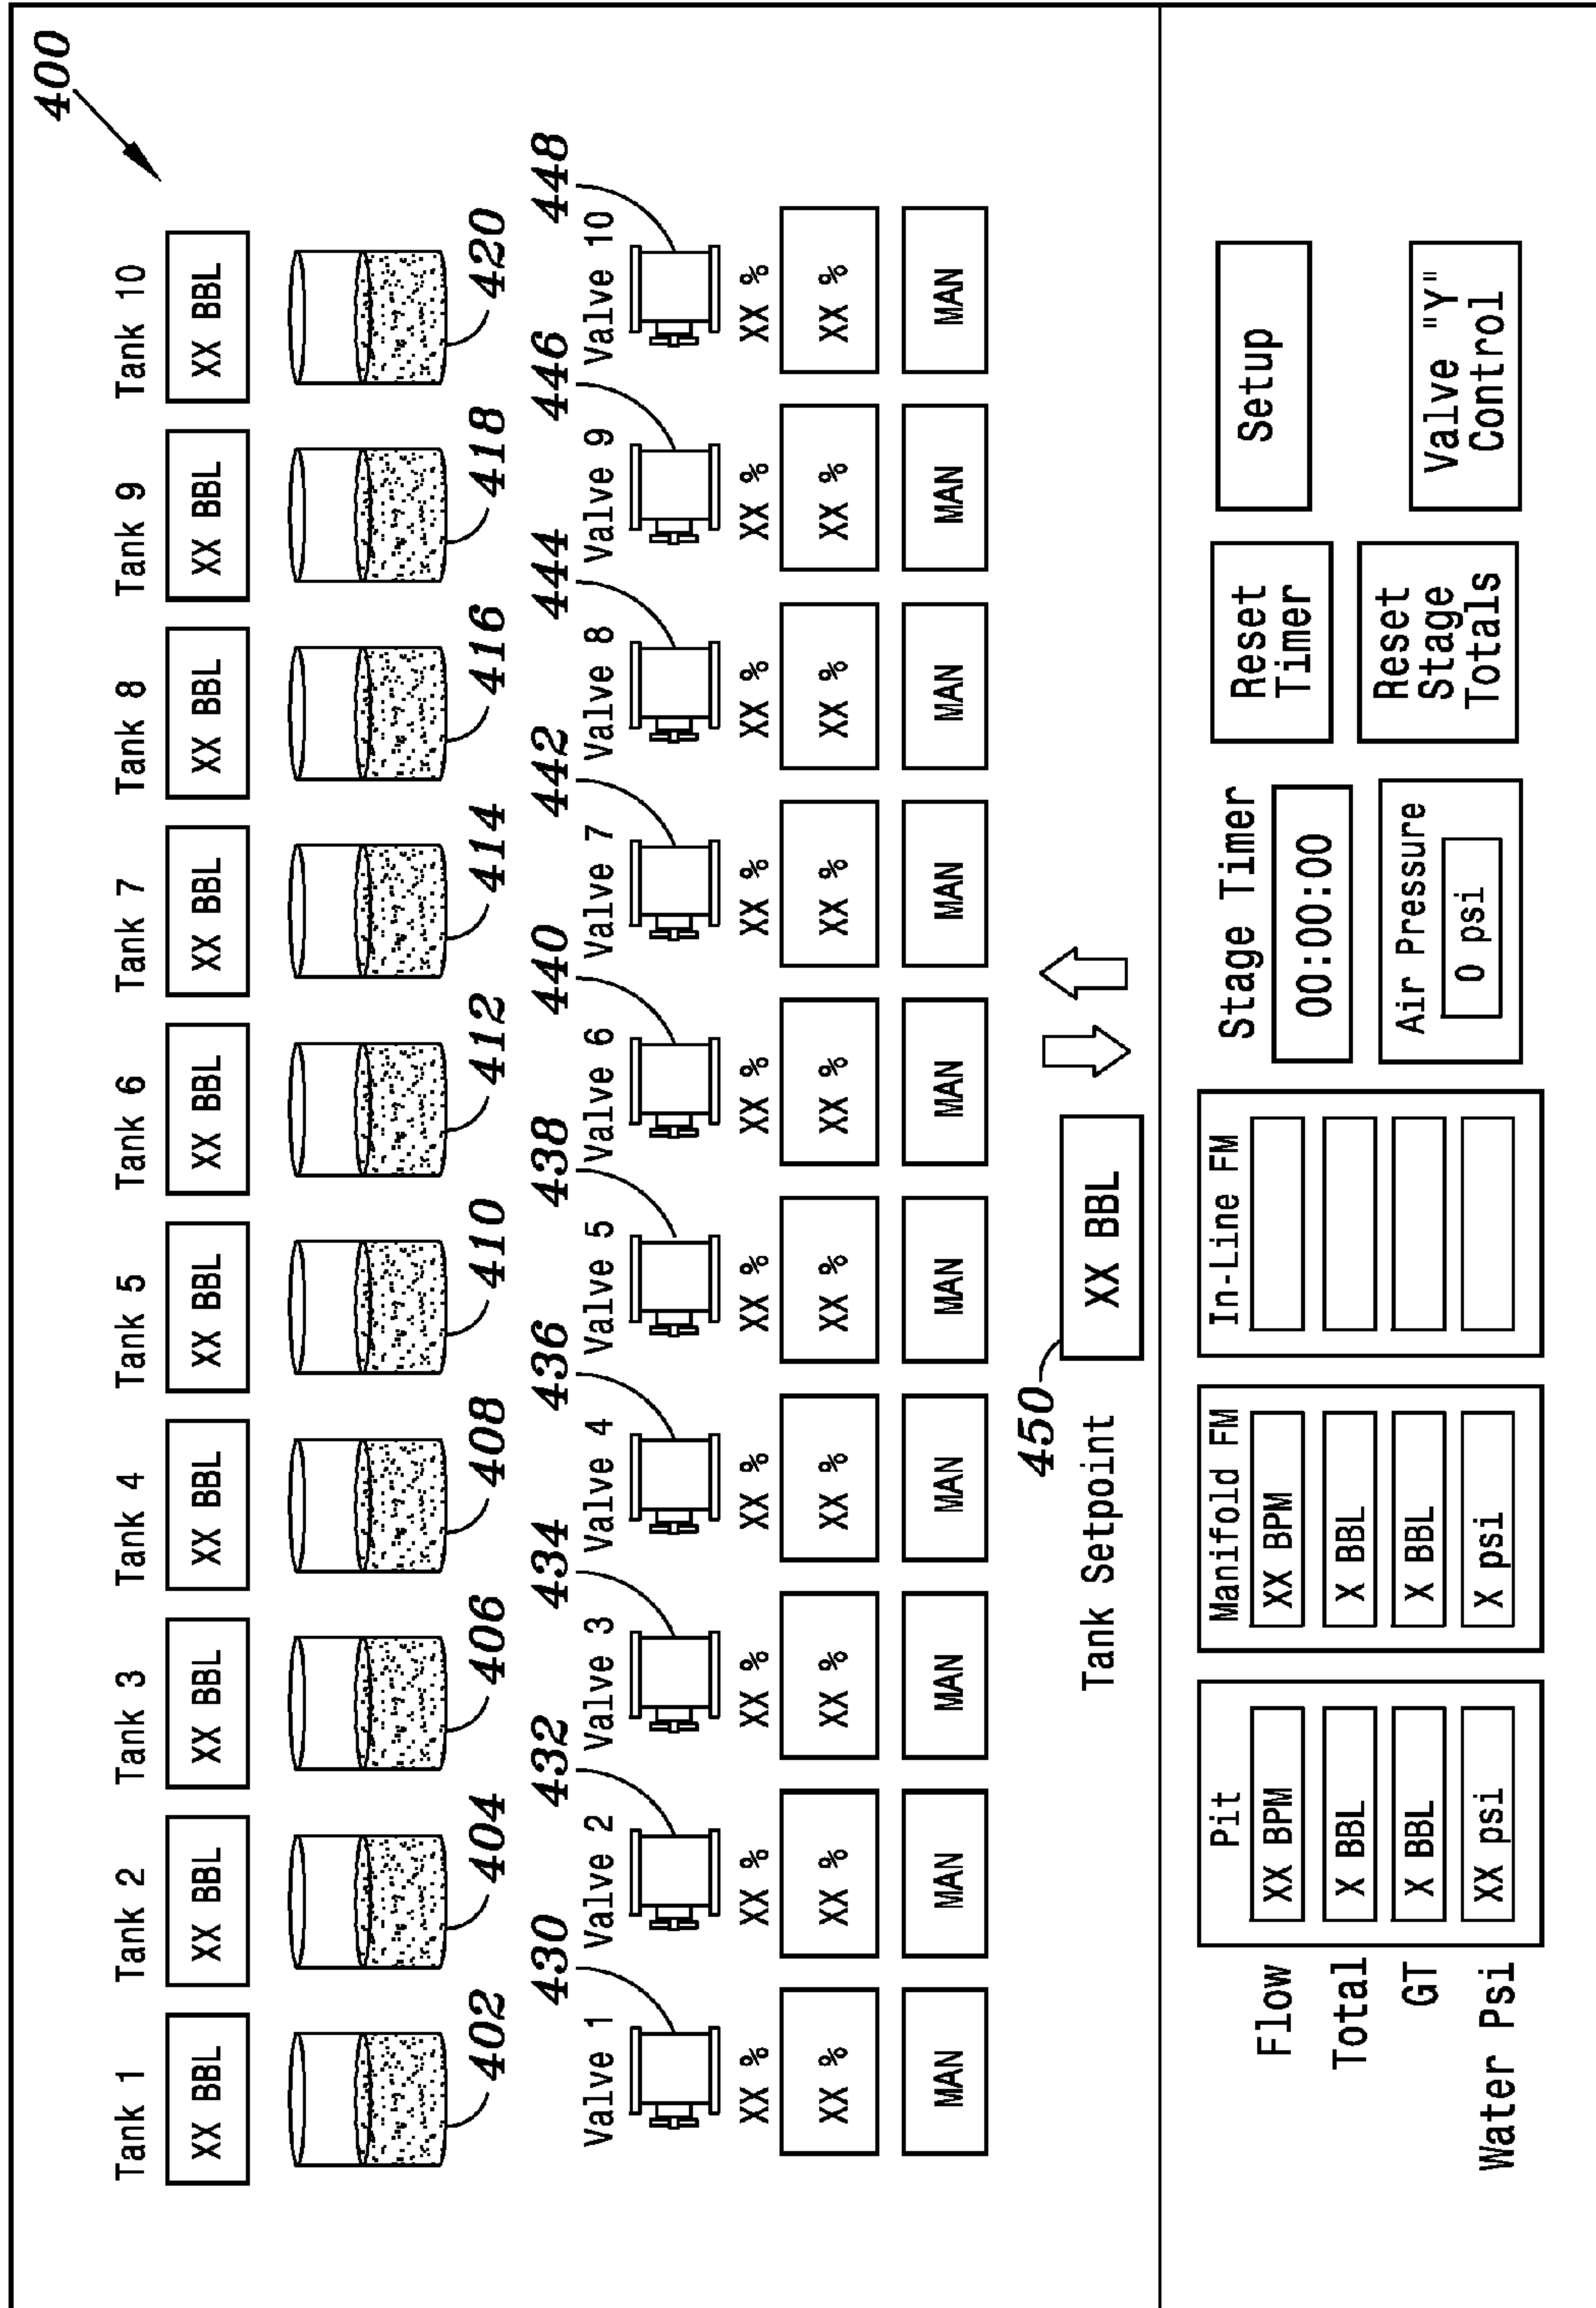 400
Tank 1 Tank 2 Tank 3 Tank 4 Tank 5 Tank 6 Tank 7 Tank 8 Tank 9 Tank 10
XX BBL XX BBL XX BBL XX BBL XX BBL XX BBL XX BBL XX BBL XX BBL XX BBL
402 404 406 408 410 412 414 416 418 420
430 432 434 436 438 440 442 444 446 448
Valve 1 Valve 2 Valve 3 Valve 4 Valve 5 Valve 6 Valve 7 Valve 8 Valve 9 Valve 10
XX % XX % XX % XX % XX % XX % XX % XX % XX % XX %
XX % XX % XX % XX % XX % XX % XX % XX % XX % XX %
MAN MAN MAN MAN MAN MAN MAN MAN MAN MAN
450
Tank Setpoint XX BBL
Pit Manifold FM In-Line FM
Flow XX BPM XX BPM
Total X BBL X BBL
GT X BBL X BBL
Water Psi XX psi X psi
Stage Timer
00:00:00
Air Pressure
0 psi
Reset
Timer
Reset
Stage
Totals
Setup
Valve "Y"
Control